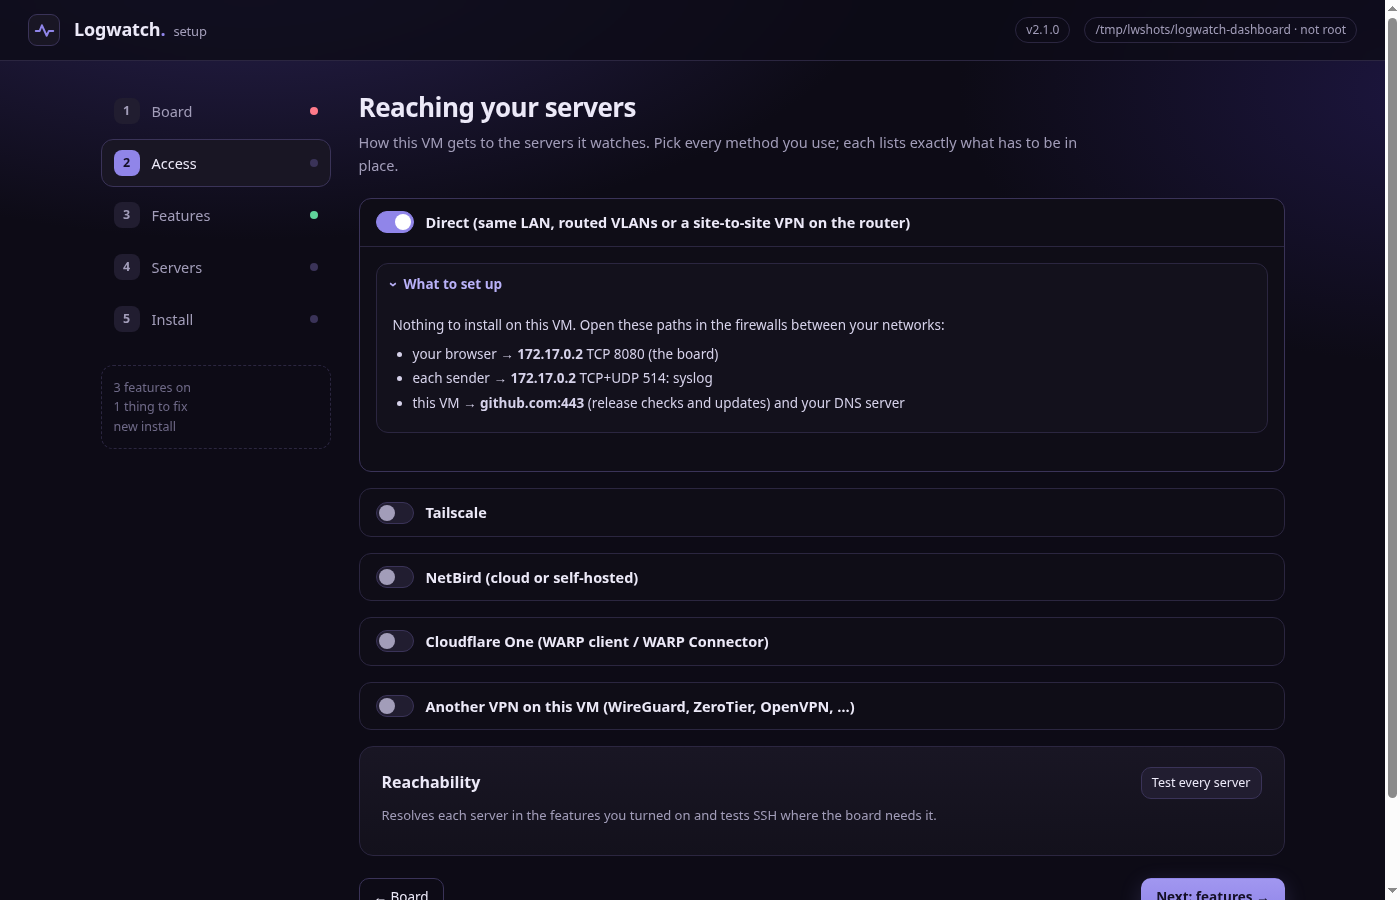 Logwatch. setup
v2.1.0
/tmp/lwshots/logwatch-dashboard · not root
1 Board
2 Access
3 Features
4 Servers
5 Install
3 features on
1 thing to fix
new install
Reaching your servers
How this VM gets to the servers it watches. Pick every method you use; each lists exactly what has to be in
place.
Direct (same LAN, routed VLANs or a site-to-site VPN on the router)
What to set up
Nothing to install on this VM. Open these paths in the firewalls between your networks:
• your browser → 172.17.0.2 TCP 8080 (the board)
• each sender → 172.17.0.2 TCP+UDP 514: syslog
• this VM → github.com:443 (release checks and updates) and your DNS server
Tailscale
NetBird (cloud or self-hosted)
Cloudflare One (WARP client / WARP Connector)
Another VPN on this VM (WireGuard, ZeroTier, OpenVPN, …)
Reachability
Test every server
Resolves each server in the features you turned on and tests SSH where the board needs it.
← Board
Next: features →